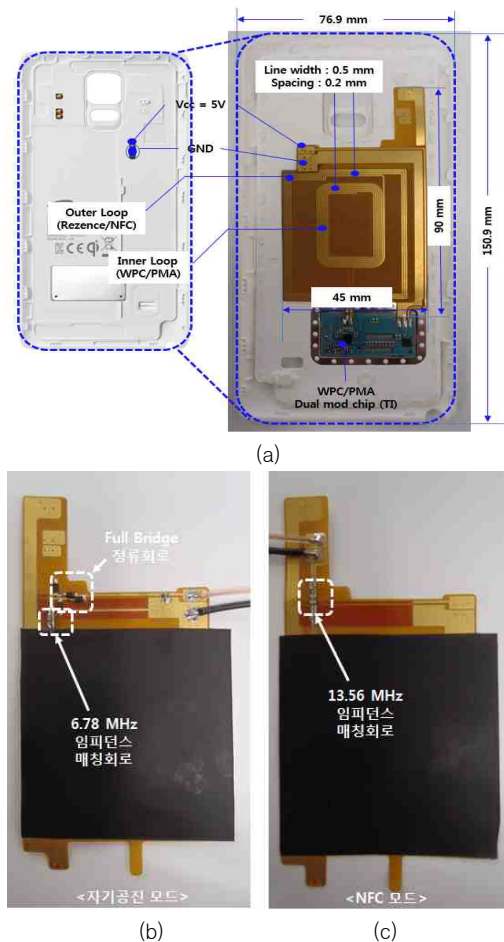 76.9 mm
Line width : 0.5 mm
Spacing : 0.2 mm
Vcc = 5V
GND
Outer Loop
(Rezence/NFC)
Inner Loop
(WPC/PMA)
90 mm
150.9 mm
45 mm
WPC/PMA
Dual mod chip (TI)
(a)
Full Bridge
정류회로
6.78 MHz
임피던스
매칭회로
<자기공진 모드>
(b)
13.56 MHz
임피던스
매칭회로
<NFC 모드>
(c)